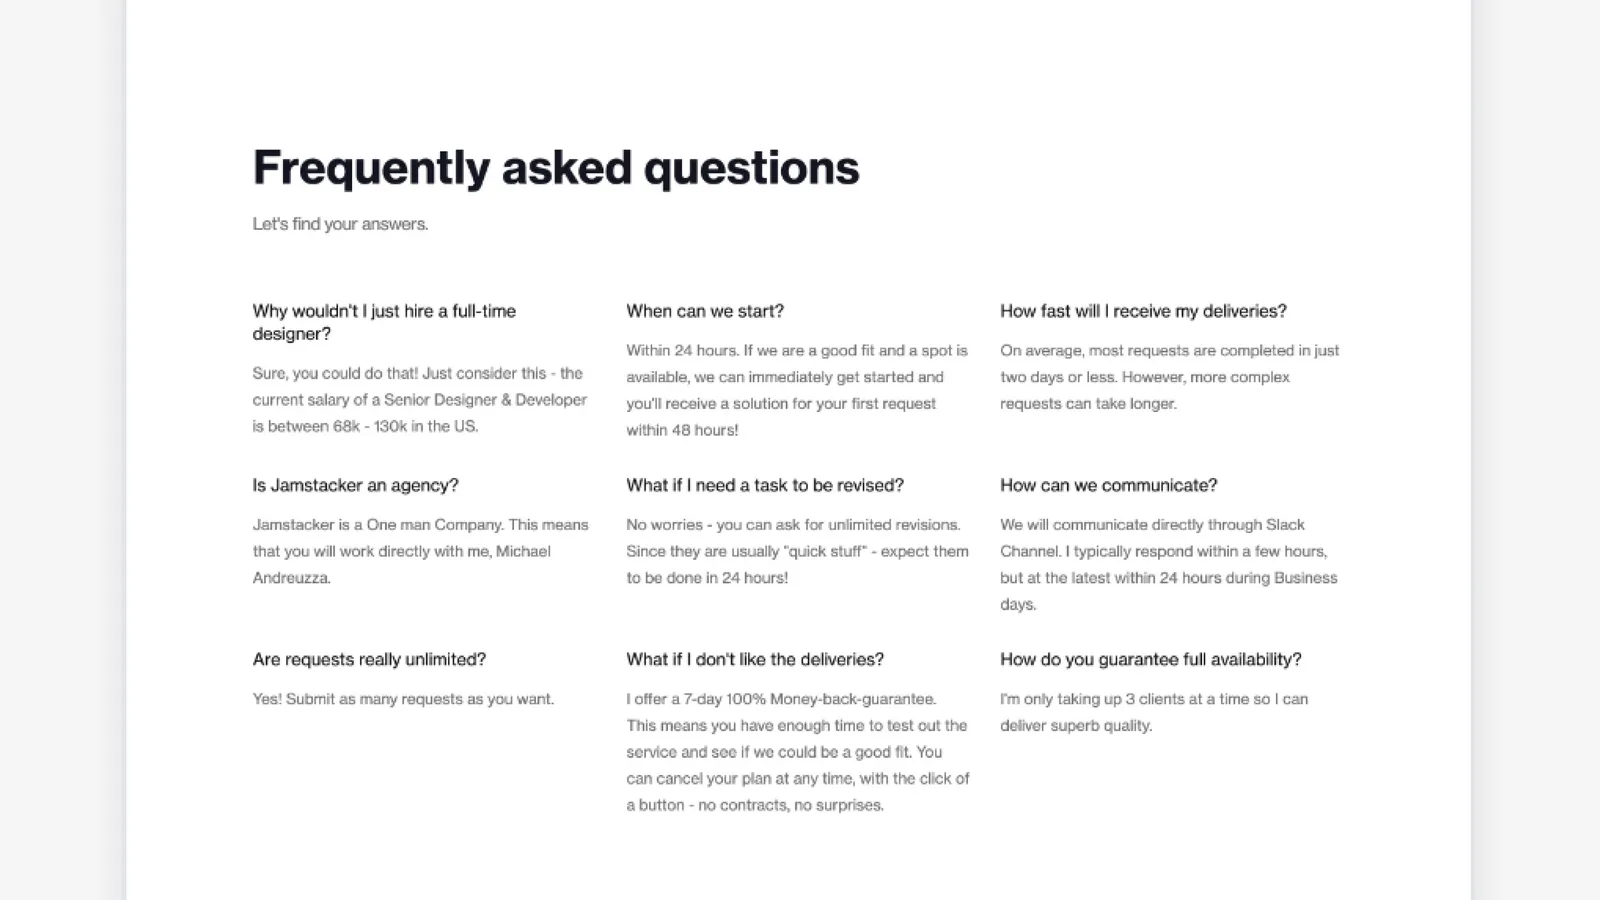 Frequently asked questions
Let's find your answers.
Why wouldn't I just hire a full-time
designer?
Sure, you could do that! Just consider this - the
current salary of a Senior Designer & Developer
is between 68k - 130k in the US.
When can we start?
Within 24 hours. If we are a good fit and a spot is
available, we can immediately get started and
you'll receive a solution for your first request
within 48 hours!
How fast will I receive my deliveries?
On average, most requests are completed in just
two days or less. However, more complex
requests can take longer.
Is Jamstacker an agency?
Jamstacker is a One man Company. This means
that you will work directly with me, Michael
Andreuzza.
What if I need a task to be revised?
No worries - you can ask for unlimited revisions.
Since they are usually "quick stuff" - expect them
to be done in 24 hours!
How can we communicate?
We will communicate directly through Slack
Channel. I typically respond within a few hours,
but at the latest within 24 hours during Business
days.
Are requests really unlimited?
Yes! Submit as many requests as you want.
What if I don't like the deliveries?
I offer a 7-day 100% Money-back-guarantee.
This means you have enough time to test out the
service and see if we could be a good fit. You
can cancel your plan at any time, with the click of
a button - no contracts, no surprises.
How do you guarantee full availability?
I'm only taking up 3 clients at a time so I can
deliver superb quality.